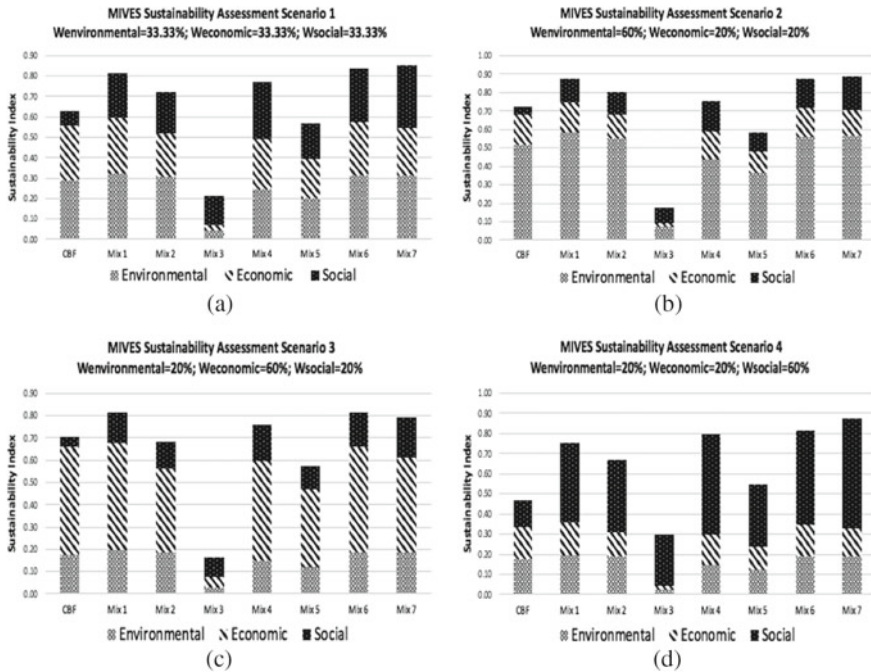 MIVES Sustainability Assessment Scenario 1
Wenvironmental=33.33%; Weconomic=33.33%; Wsocial=33.33%
Sustainability Index
0.90
0.80
0.70
0.60
0.50
0.40
0.30
0.20
0.10
0.00
CBF Mix 1 Mix 2 Mix 3 Mix 4 Mix 5 Mix 6 Mix 7
Environmental Economic Social
(a)
MIVES Sustainability Assessment Scenario 2
Wenvironmental=60%; Weconomic=20%; Wsocial=20%
Sustainability Index
1.00
0.90
0.80
0.70
0.60
0.50
0.40
0.30
0.20
0.10
0.00
CBF Mix 1 Mix 2 Mix 3 Mix 4 Mix 5 Mix 6 Mix 7
Environmental Economic Social
(b)
MIVES Sustainability Assessment Scenario 3
Wenvironmental=20%; Weconomic=60%; Wsocial=20%
Sustainability Index
0.90
0.80
0.70
0.60
0.50
0.40
0.30
0.20
0.10
0.00
CBF Mix 1 Mix 2 Mix 3 Mix 4 Mix 5 Mix 6 Mix 7
Environmental Economic Social
(c)
MIVES Sustainability Assessment Scenario 4
Wenvironmental=20%; Weconomic=20%; Wsocial=60%
Sustainability Index
1.00
0.90
0.80
0.70
0.60
0.50
0.40
0.30
0.20
0.10
0.00
CBF Mix 1 Mix 2 Mix 3 Mix 4 Mix 5 Mix 6 Mix 7
Environmental Economic Social
(d)